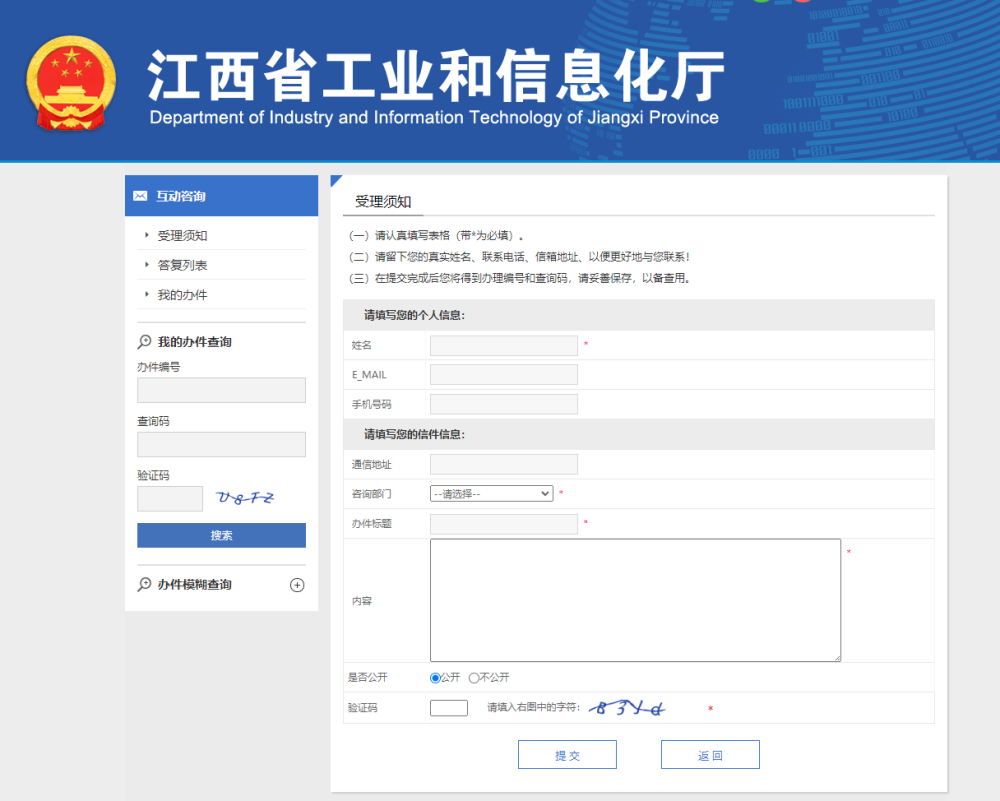 江西省工业和信息化厅
Department of Industry and Information Technology of Jiangxi Province
互动咨询
受理须知
答复列表
我的办件
我的办件查询
办件编号
查询码
验证码
搜索
办件模糊查询
受理须知
（一）请认真填写表格（带*为必填）。
（二）请留下您的真实姓名、联系电话、信箱地址、以便更好地与您联系！
（三）在提交完成后您将得到办理编号和查询码，请妥善保存，以备查用。
请填写您的个人信息：
姓名 *
E_MAIL
手机号码
请填写您的信件信息：
通信地址
咨询部门 --请选择-- *
办件标题 *
内容 *
是否公开 公开 不公开
验证码 请填入右图中的字符： *
提 交 返 回